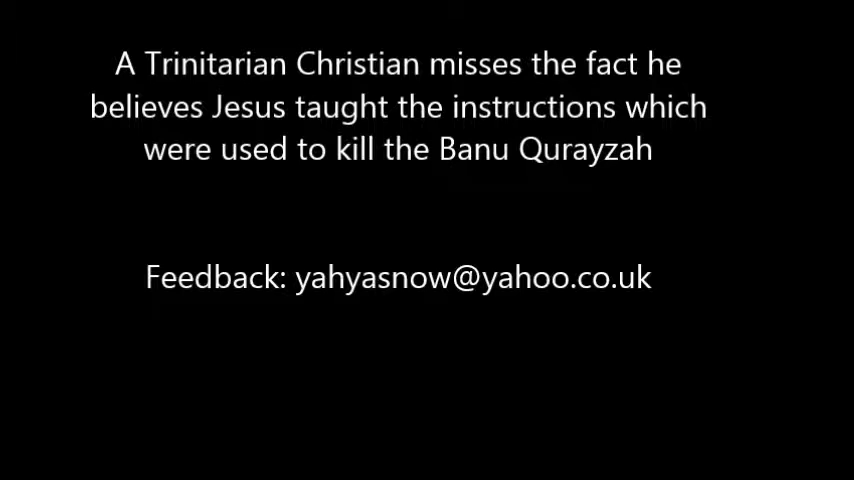 A Trinitarian Christian misses the fact he
believes Jesus taught the instructions which
were used to kill the Banu Qurayzah
Feedback: yahyasnow@yahoo.co.uk